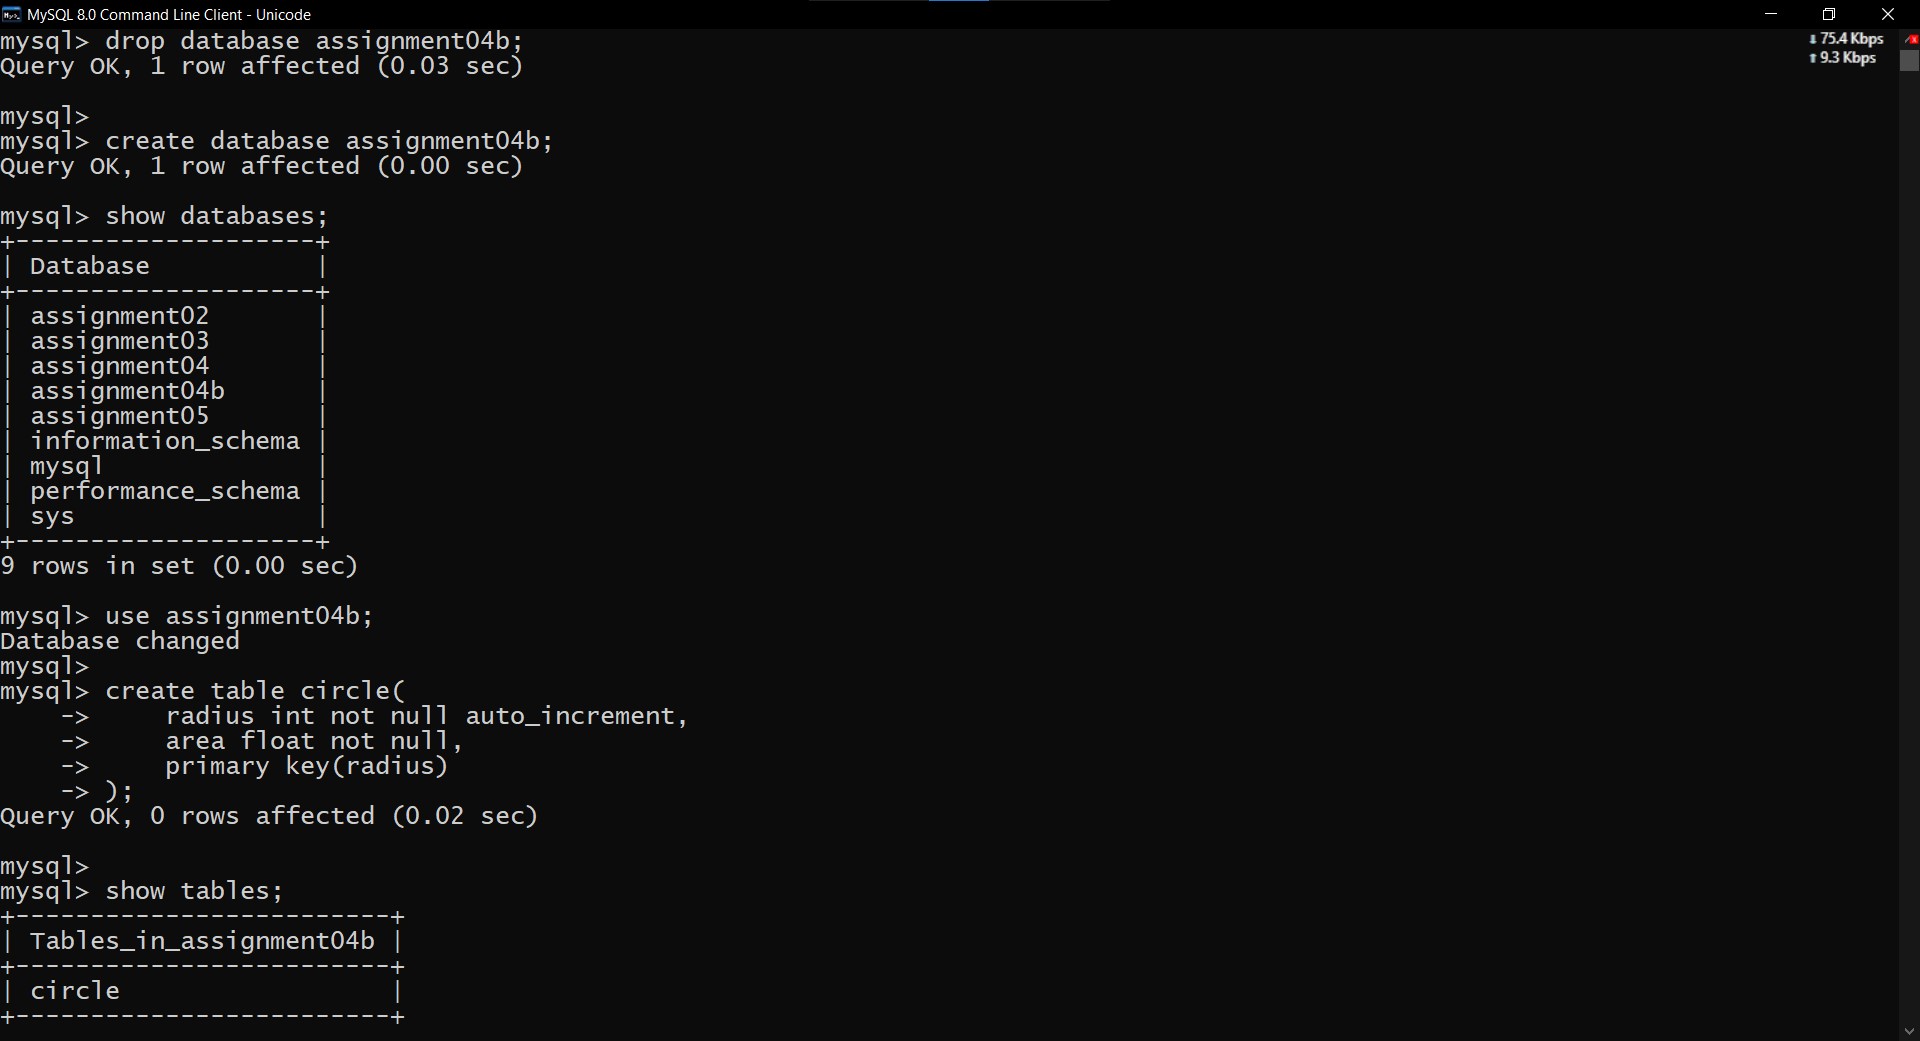 MySQL 8.0 Command Line Client - Unicode
mysql> drop database assignment04b;
Query OK, 1 row affected (0.03 sec)
75.4 Kbps
9.3 Kbps
mysql>
mysql> create database assignment04b;
Query OK, 1 row affected (0.00 sec)
mysql> show databases;
+--------------------+
| Database           |
+--------------------+
| assignment02       |
| assignment03       |
| assignment04       |
| assignment04b      |
| assignment05       |
| information_schema |
| mysql              |
| performance_schema |
| sys                |
+--------------------+
9 rows in set (0.00 sec)
mysql> use assignment04b;
Database changed
mysql>
mysql> create table circle(
    ->     radius int not null auto_increment,
    ->     area float not null,
    ->     primary key(radius)
    -> );
Query OK, 0 rows affected (0.02 sec)
mysql>
mysql> show tables;
+-------------------------+
| Tables_in_assignment04b |
+-------------------------+
| circle                  |
+-------------------------+